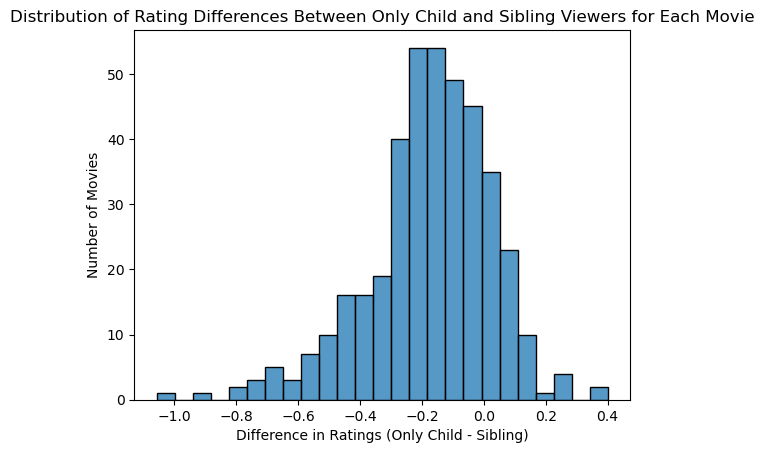 Distribution of Rating Differences Between Only Child and Sibling Viewers for Each Movie
50
40
30
20
10
0
Number of Movies
−1.0 −0.8 −0.6 −0.4 −0.2 0.0 0.2 0.4
Difference in Ratings (Only Child - Sibling)